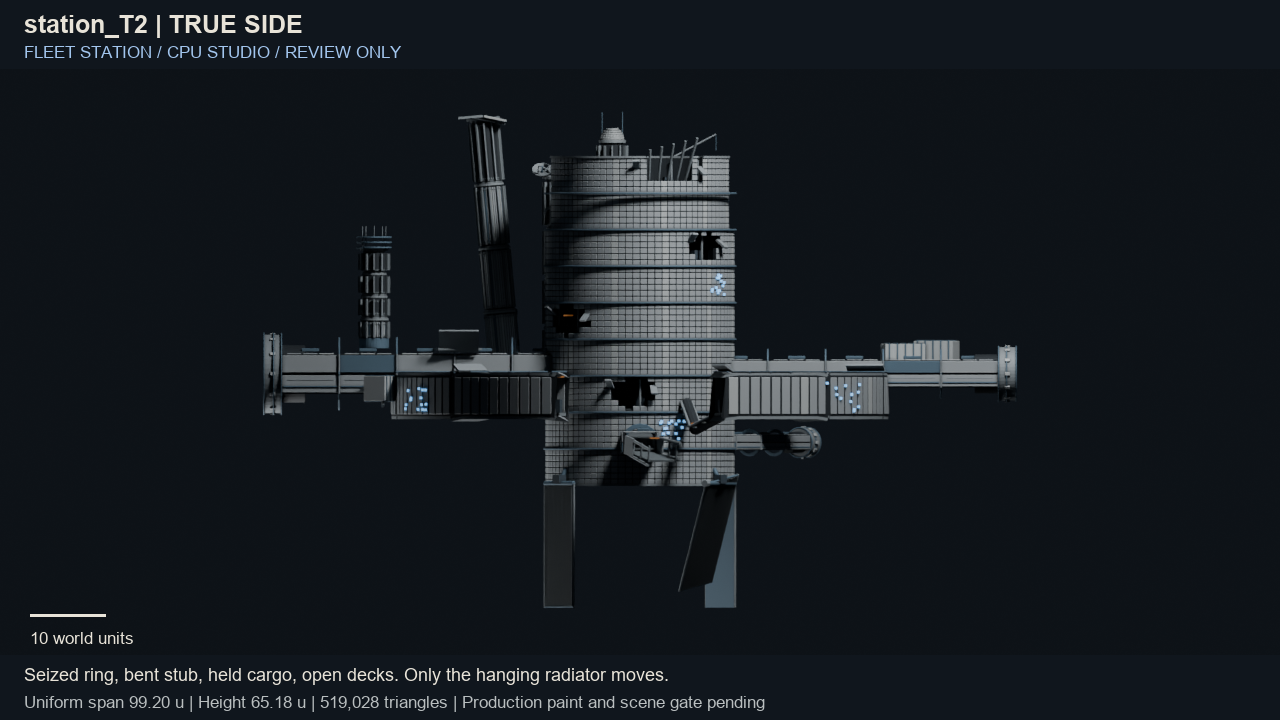 station_T2 | TRUE SIDE
FLEET STATION / CPU STUDIO / REVIEW ONLY
10 world units
Seized ring, bent stub, held cargo, open decks. Only the hanging radiator moves.
Uniform span 99.20 u | Height 65.18 u | 519,028 triangles | Production paint and scene gate pending